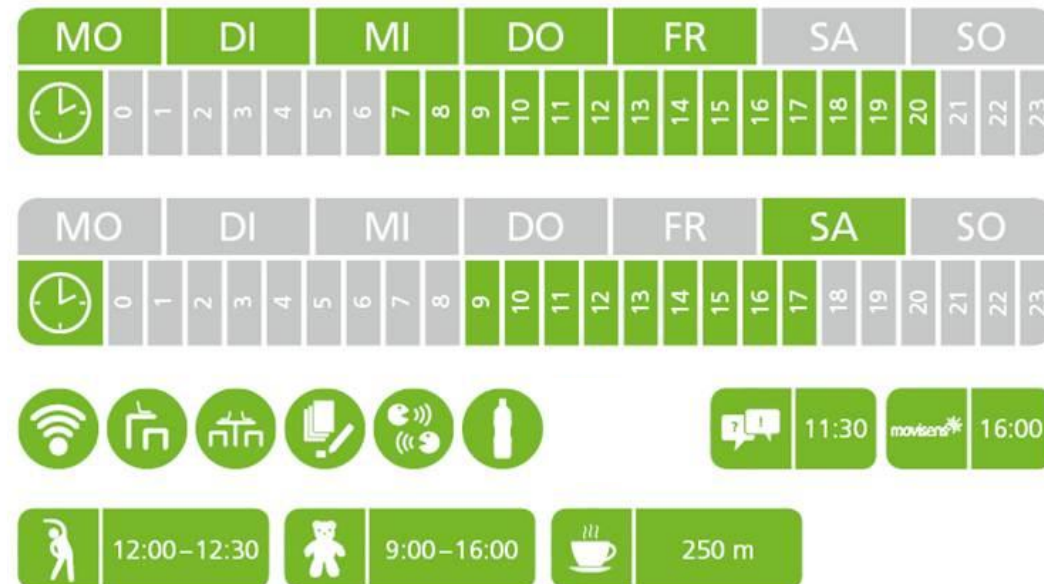 MO DI MI DO FR SA SO
0 1 2 3 4 5 6 7 8 9 10 11 12 13 14 15 16 17 18 19 20 21 22 23
MO DI MI DO FR SA SO
0 1 2 3 4 5 6 7 8 9 10 11 12 13 14 15 16 17 18 19 20 21 22 23
? ! 11:30 movisens 16:00
12:00–12:30 9:00–16:00 250 m